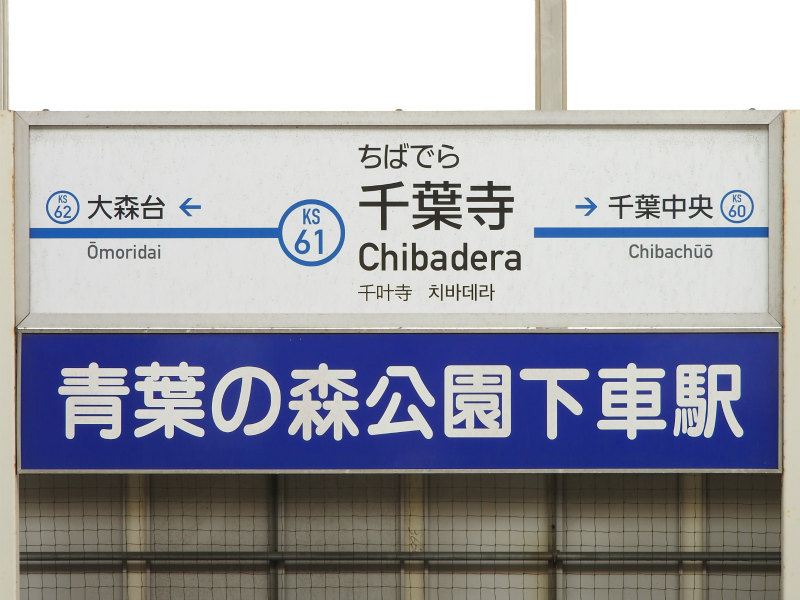 ちばでら
KS 62 大森台 ←
Ōmoridai
KS 61
千葉寺
Chibadera
千叶寺 치바데라
→ 千葉中央 KS 60
Chibachūō
青葉の森公園下車駅